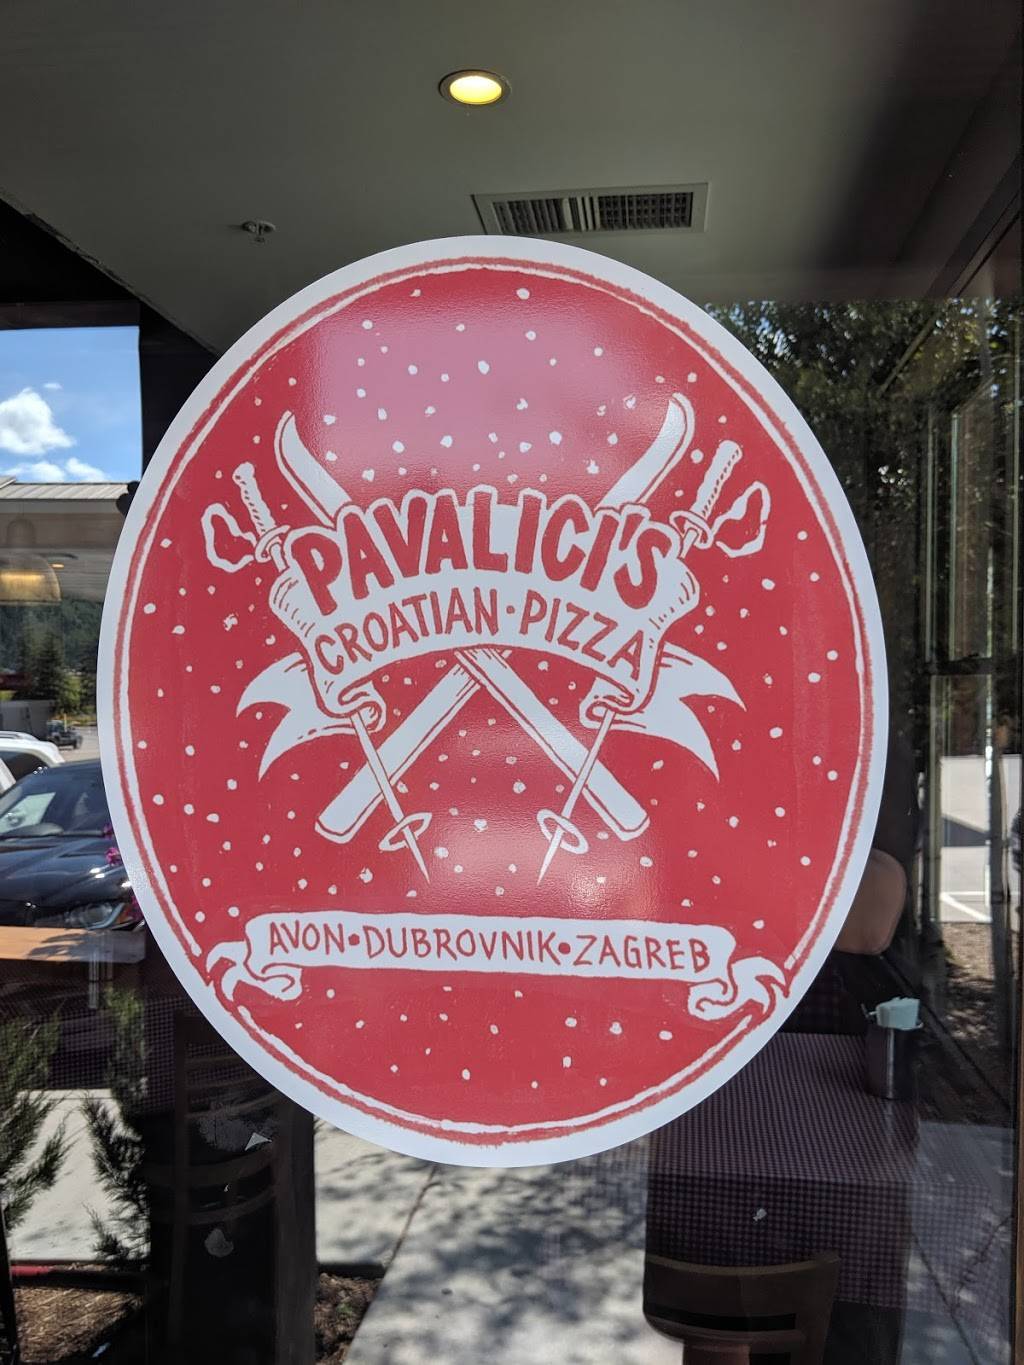 PAVALICI'S
CROATIAN · PIZZA
AVON • DUBROVNIK • ZAGREB